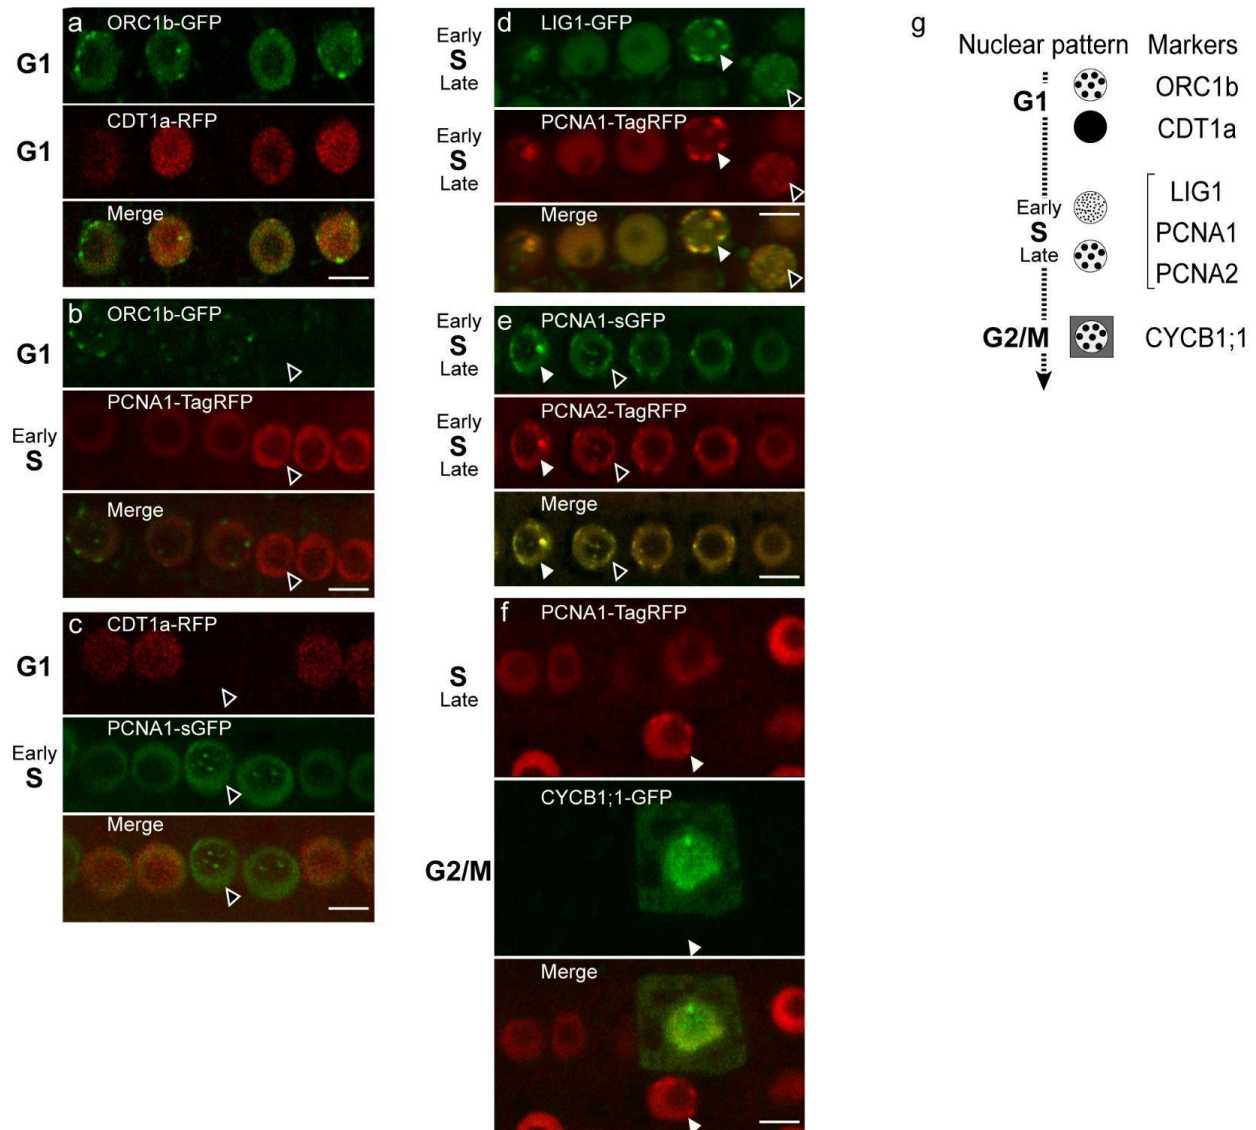 a
ORC1b-GFP
G1
CDT1a-RFP
G1
Merge
b
ORC1b-GFP
G1
PCNA1-TagRFP
Early
S
Merge
c
CDT1a-RFP
G1
PCNA1-sGFP
Early
S
Merge
d
LIG1-GFP
Early
S
Late
PCNA1-TagRFP
Early
S
Late
Merge
e
PCNA1-sGFP
Early
S
Late
PCNA2-TagRFP
Early
S
Late
Merge
f
PCNA1-TagRFP
S
Late
CYCB1;1-GFP
G2/M
Merge
g
Nuclear pattern Markers
G1
ORC1b
CDT1a
Early
S
Late
LIG1
PCNA1
PCNA2
G2/M
CYCB1;1